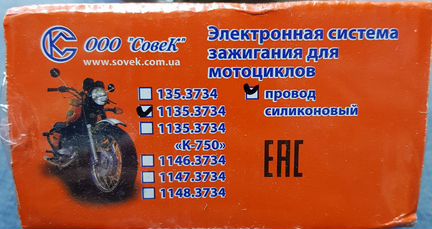 ООО "СовеК"
www.sovek.com.ua
Электронная система
зажигания для
мотоциклов
135.3734
1135.3734
1135.3734
«К-750»
1146.3734
1147.3734
1148.3734
провод
силиконовый
ЕАС